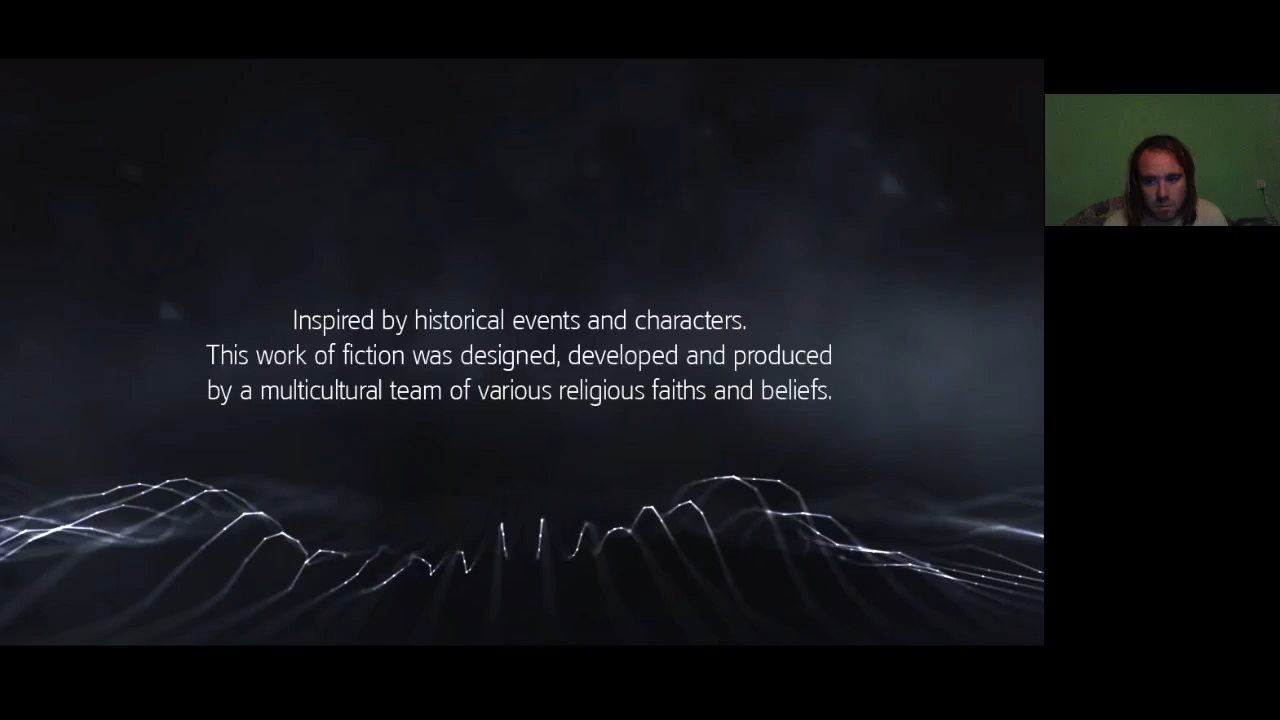 Inspired by historical events and characters.
This work of fiction was designed, developed and produced
by a multicultural team of various religious faiths and beliefs.